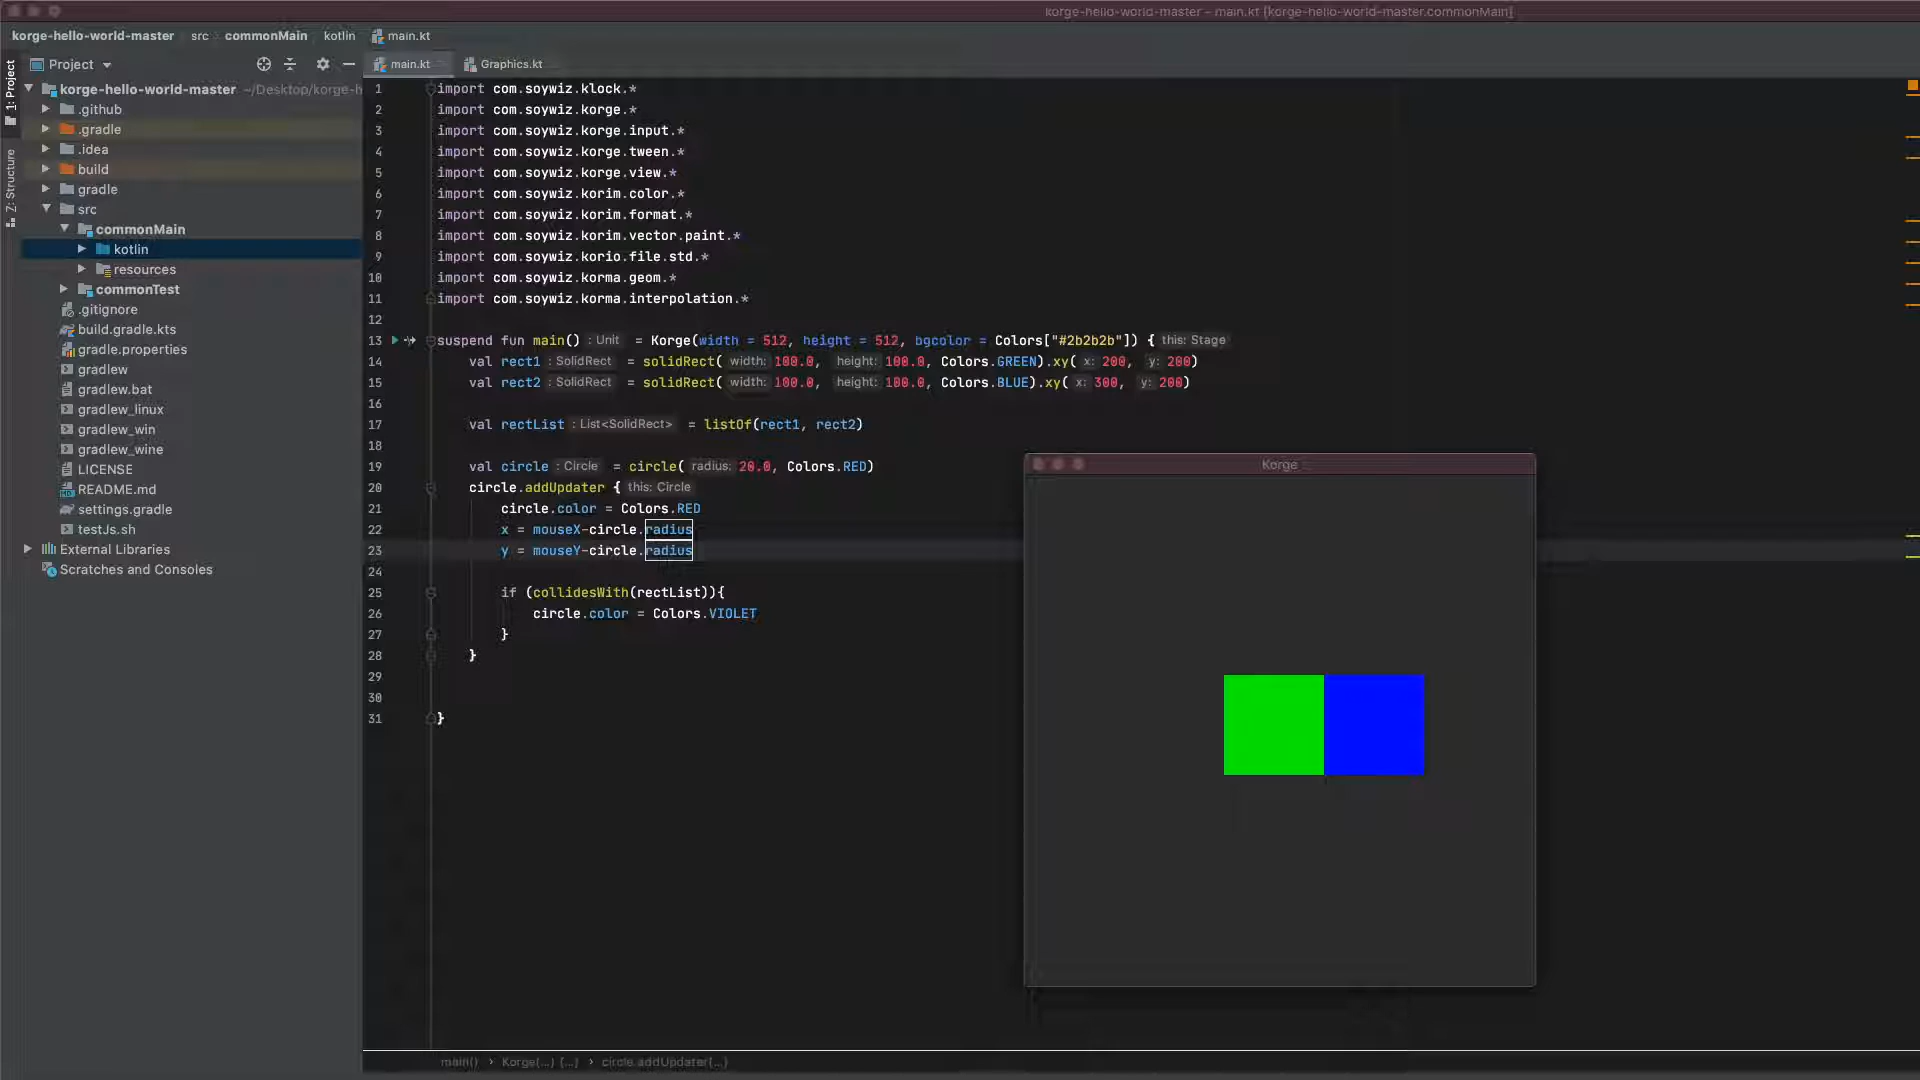 korge-hello-world-master – main.kt [korge-hello-world-master.commonMain]
korge-hello-world-master src commonMain kotlin main.kt
Project
main.kt
Graphics.kt
1: Project
Z: Structure
korge-hello-world-master ~/Desktop/korge-h
.github
.gradle
.idea
build
gradle
src
commonMain
kotlin
resources
commonTest
.gitignore
build.gradle.kts
gradle.properties
gradlew
gradlew.bat
gradlew_linux
gradlew_win
gradlew_wine
LICENSE
README.md
settings.gradle
testJs.sh
External Libraries
Scratches and Consoles
1 import com.soywiz.klock.*
2 import com.soywiz.korge.*
3 import com.soywiz.korge.input.*
4 import com.soywiz.korge.tween.*
5 import com.soywiz.korge.view.*
6 import com.soywiz.korim.color.*
7 import com.soywiz.korim.format.*
8 import com.soywiz.korim.vector.paint.*
9 import com.soywiz.korio.file.std.*
10 import com.soywiz.korma.geom.*
11 import com.soywiz.korma.interpolation.*
12
13 suspend fun main() : Unit = Korge(width = 512, height = 512, bgcolor = Colors["#2b2b2b"]) { this: Stage
14 val rect1 : SolidRect = solidRect( width: 100.0, height: 100.0, Colors.GREEN).xy( x: 200, y: 200)
15 val rect2 : SolidRect = solidRect( width: 100.0, height: 100.0, Colors.BLUE).xy( x: 300, y: 200)
16
17 val rectList : List<SolidRect> = listOf(rect1, rect2)
18
19 val circle : Circle = circle( radius: 20.0, Colors.RED)
20 circle.addUpdater { this: Circle
21 circle.color = Colors.RED
22 x = mouseX-circle.radius
23 y = mouseY-circle.radius
24
25 if (collidesWith(rectList)){
26 circle.color = Colors.VIOLET
27 }
28 }
29
30
31 }
Korge
main() › Korge(...) {...} › circle.addUpdater{...}